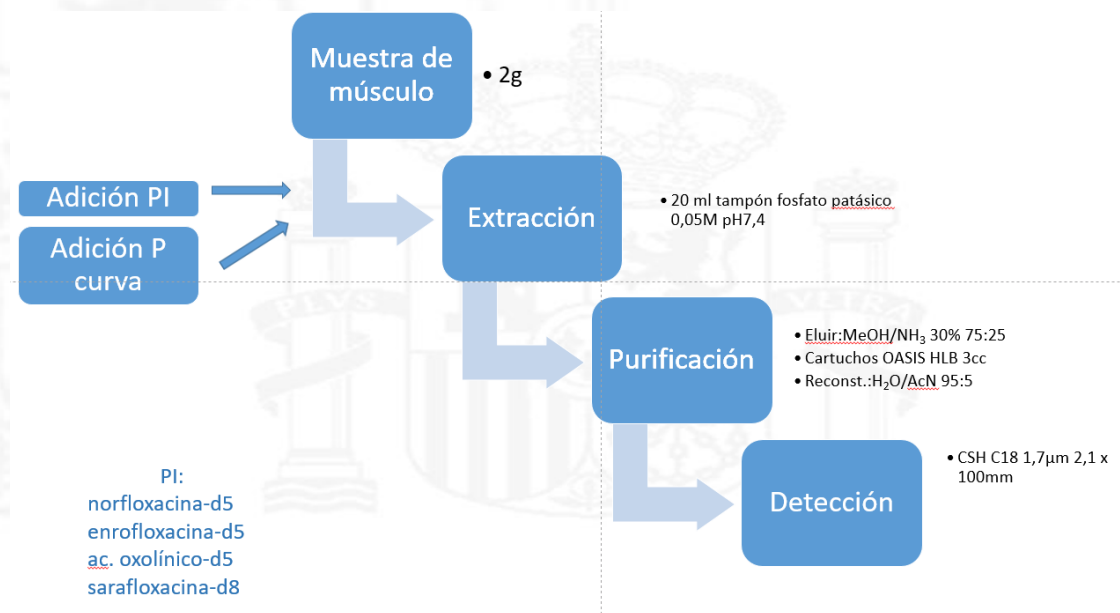 Muestra de
músculo
• 2g
Adición PI
Adición P
curva
Extracción
• 20 ml tampón fosfato patásico
0,05M pH7,4
Purificación
• Eluir:MeOH/NH₃ 30% 75:25
• Cartuchos OASIS HLB 3cc
• Reconst.:H₂O/AcN 95:5
Detección
• CSH C18 1,7µm 2,1 x
100mm
PI:
norfloxacina-d5
enrofloxacina-d5
ac. oxolínico-d5
sarafloxacina-d8
PLVS
VLTRA